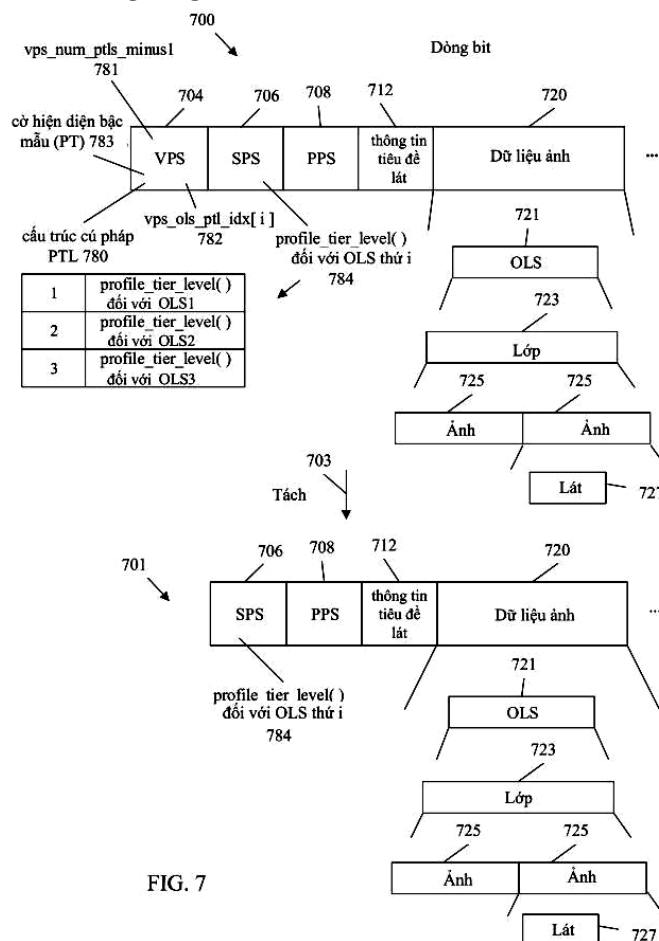 700
vps_num_ptls_minus1
781
Dòng bit
704
706
708
712
720
cờ hiện diện bậc
mẫu (PT) 783
VPS
SPS
PPS
thông tin
tiêu đề
lát
Dữ liệu ảnh
...
cấu trúc cú pháp
PTL 780
vps_ols_ptl_idx[ i ]
782
profile_tier_level( )
đối với OLS thứ i
784
721
OLS
1
profile_tier_level( )
đối với OLS1
2
profile_tier_level( )
đối với OLS2
3
profile_tier_level( )
đối với OLS3
723
Lớp
725
725
Ảnh
Ảnh
703
Tách
Lát
727
701
706
708
712
720
SPS
PPS
thông tin
tiêu đề
lát
Dữ liệu ảnh
...
profile_tier_level( )
đối với OLS thứ i
784
721
OLS
723
Lớp
725
725
Ảnh
Ảnh
FIG. 7
Lát
727